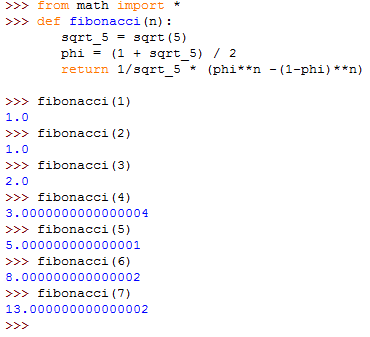 >>> from math import *
>>> def fibonacci(n):
        sqrt_5 = sqrt(5)
        phi = (1 + sqrt_5) / 2
        return 1/sqrt_5 * (phi**n -(1-phi)**n)
>>> fibonacci(1)
1.0
>>> fibonacci(2)
1.0
>>> fibonacci(3)
2.0
>>> fibonacci(4)
3.0000000000000004
>>> fibonacci(5)
5.000000000000001
>>> fibonacci(6)
8.000000000000002
>>> fibonacci(7)
13.000000000000002
>>>